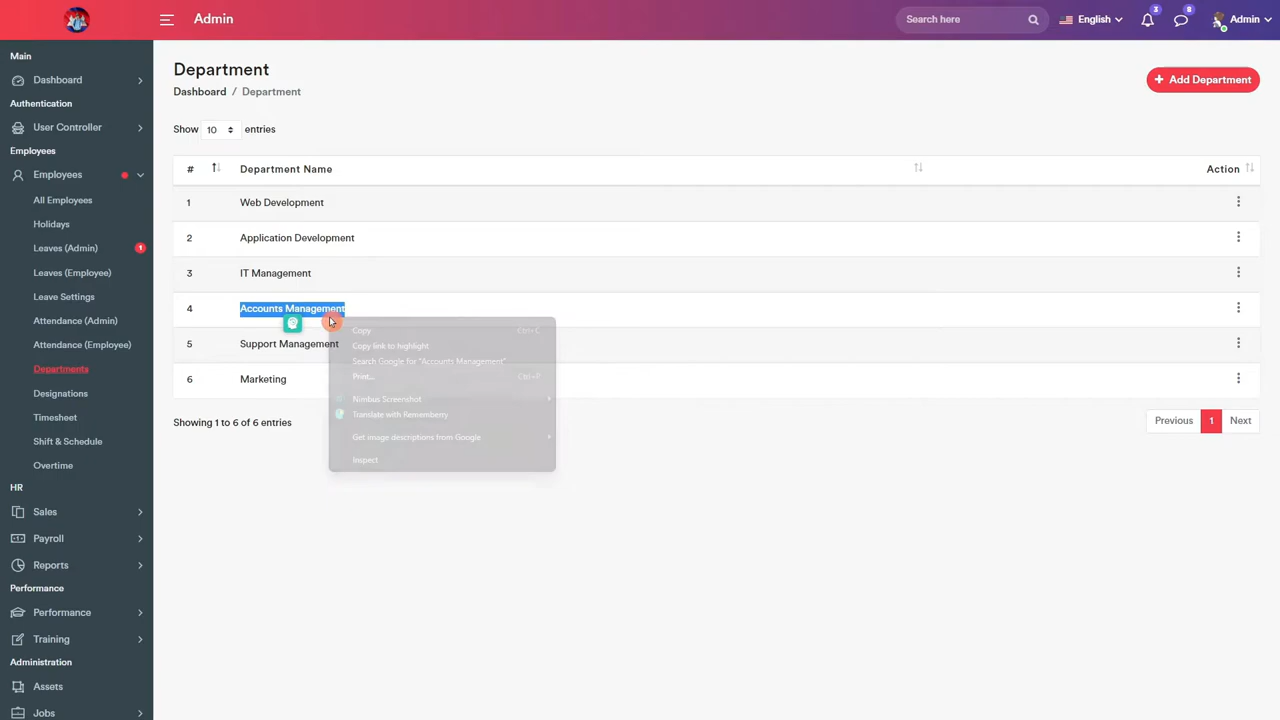 Admin
Search here
English
3
8
Admin
Main
Dashboard
Authentication
User Controller
Employees
Employees
All Employees
Holidays
Leaves (Admin)
1
Leaves (Employee)
Leave Settings
Attendance (Admin)
Attendance (Employee)
Departments
Designations
Timesheet
Shift & Schedule
Overtime
HR
Sales
Payroll
Reports
Performance
Performance
Training
Administration
Assets
Jobs
Department
Dashboard / Department
+ Add Department
Show 10 entries
# Department Name Action
1 Web Development
2 Application Development
3 IT Management
4 Accounts Management
5 Support Management
6 Marketing
Showing 1 to 6 of 6 entries
Previous 1 Next
Copy Ctrl+C
Copy link to highlight
Search Google for "Accounts Management"
Print... Ctrl+P
Nimbus Screenshot
Translate with Rememberry
Get image descriptions from Google
Inspect